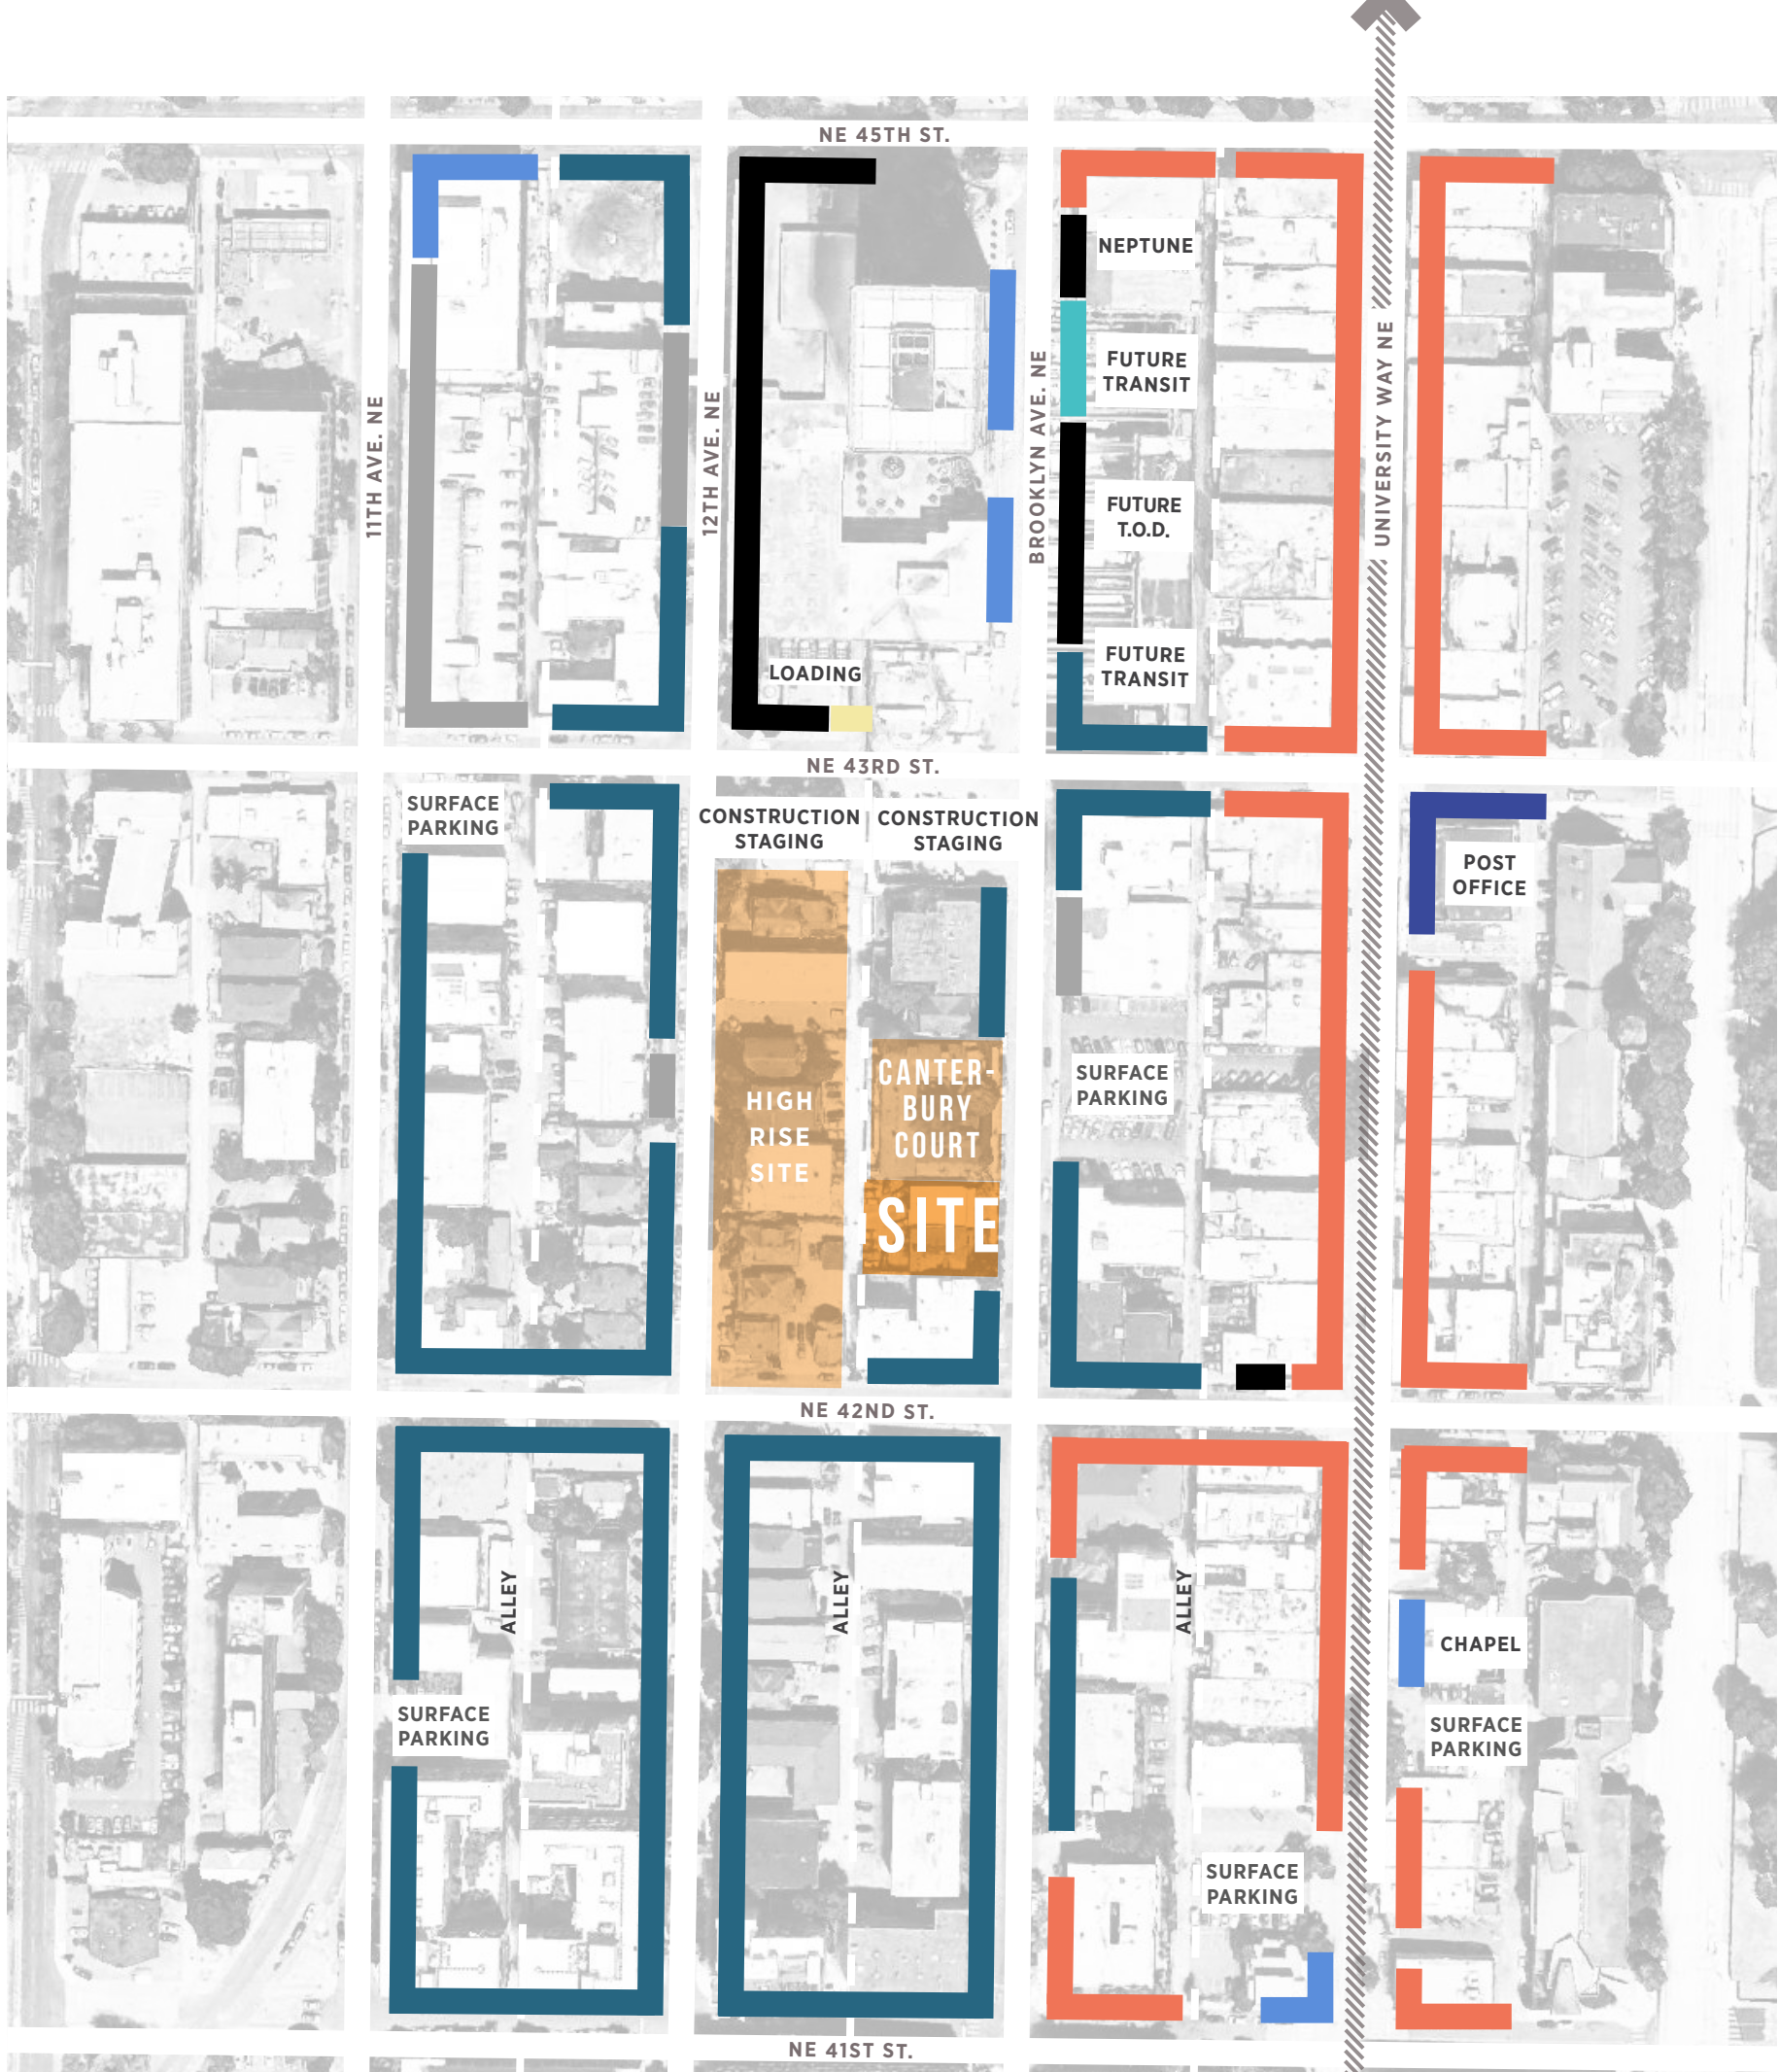 NE 45TH ST.
NEPTUNE
FUTURE
TRANSIT
11TH AVE. NE
12TH AVE. NE
BROOKLYN AVE. NE
UNIVERSITY WAY NE
FUTURE
T.O.D.
FUTURE
TRANSIT
LOADING
NE 43RD ST.
SURFACE
PARKING
CONSTRUCTION
STAGING
CONSTRUCTION
STAGING
POST
OFFICE
HIGH
RISE
SITE
CANTER-
BURY
COURT
SURFACE
PARKING
SITE
NE 42ND ST.
ALLEY
ALLEY
ALLEY
CHAPEL
SURFACE
PARKING
SURFACE
PARKING
SURFACE
PARKING
NE 41ST ST.